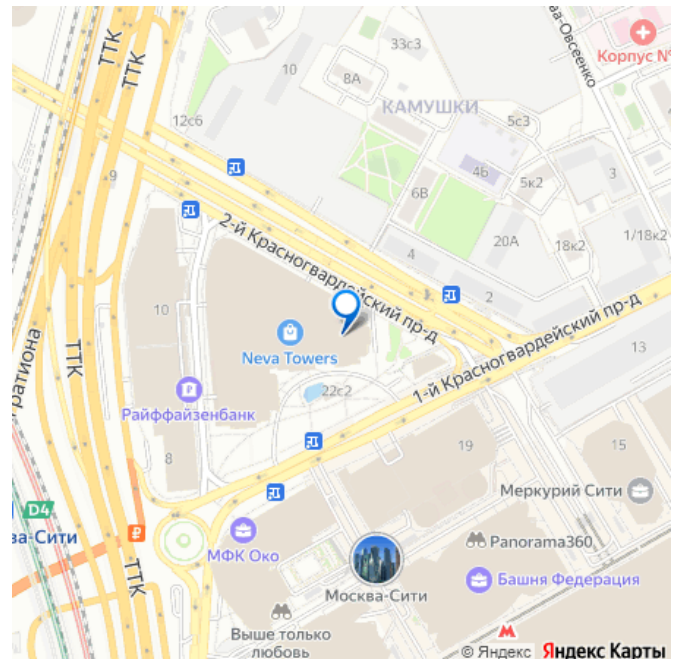 ТТК
ТТК
ва-Овсеенко
Корпус №
33с3
10
8А
КАМУШКИ
12с6
5с3
9
4Б
5к2
3
6В
2-й Красногвардейский пр-д
20А
18к2
1/18к2
4
2
10
Neva Towers
1-й Красногвардейский пр-д
13
гратиона
ТТК
22с2
Райффайзенбанк
8
19
15
Меркурий Сити
D4
ва-Сити
₽
МФК Око
Panorama360
Башня Федерация
Москва-Сити
ТТК
Выше только
любовь
© Яндекс Яндекс Карты